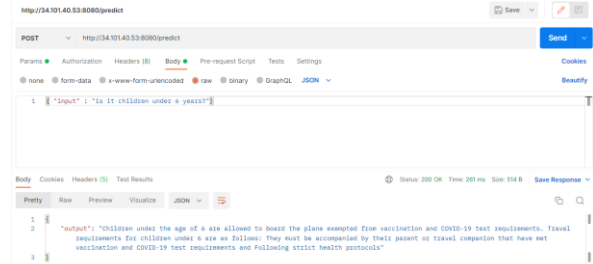 http://34.101.40.53:8080/predict
Save
POST http://34.101.40.53:8080/predict Send
Params Authorization Headers (8) Body Pre-request Script Tests Settings Cookies
none form-data x-www-form-urlencoded raw binary GraphQL JSON Beautify
1 { "input" : "is it children under 6 years?"}
Body Cookies Headers (5) Test Results Status: 200 OK Time: 261 ms Size: 514 B Save Response
Pretty Raw Preview Visualize JSON
1 {
2 "output": "Children under the age of 6 are allowed to board the plane exempted from vaccination and COVID-19 test requirements. Travel
requirements for children under 6 are as follows: They must be accompanied by their parent or travel companion that have met
vaccination and COVID-19 test requirements and Following strict health protocols"
3 }